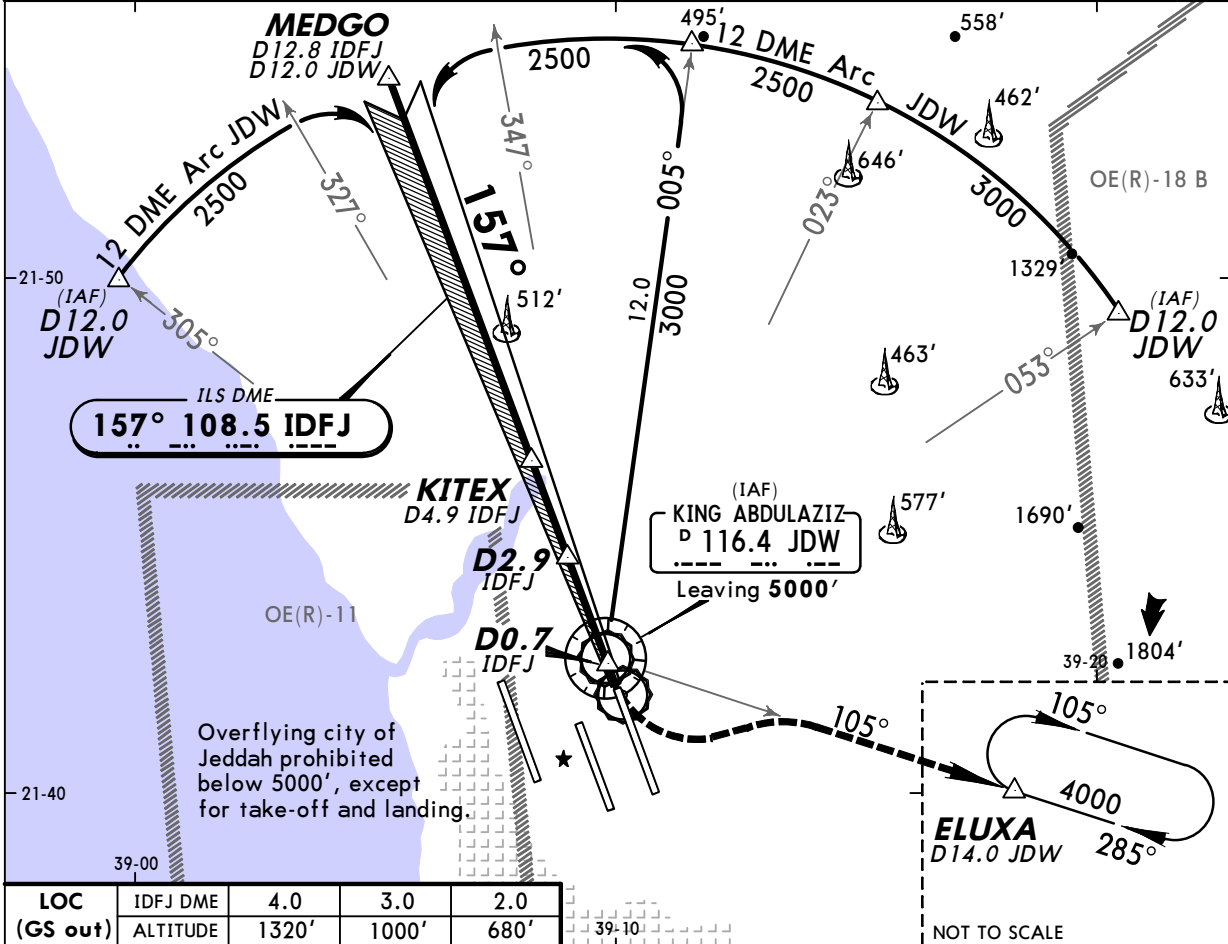 MEDGO
D12.8 IDFJ
D12.0 JDW
495'
558'
12 DME Arc JDW
2500
2500
462'
347°
12 DME Arc JDW
2500
327°
157°
005°
646'
023°
3000
OE(R)-18 B
21-50
(IAF)
D12.0
JDW
305°
512'
12.0
3000
1329
(IAF)
D12.0
JDW
053°
463'
633'
ILS DME
157° 108.5 IDFJ
KITEX
D4.9 IDFJ
(IAF)
KING ABDULAZIZ
D 116.4 JDW
Leaving 5000'
577'
1690'
D2.9
IDFJ
OE(R)-11
D0.7
IDFJ
39-20
1804'
105°
105°
Overflying city of
Jeddah prohibited
below 5000', except
for take-off and landing.
21-40
4000
ELUXA
D14.0 JDW
285°
39-00
LOC (GS out) IDFJ DME 4.0 3.0 2.0
ALTITUDE 1320' 1000' 680'
39-10
NOT TO SCALE